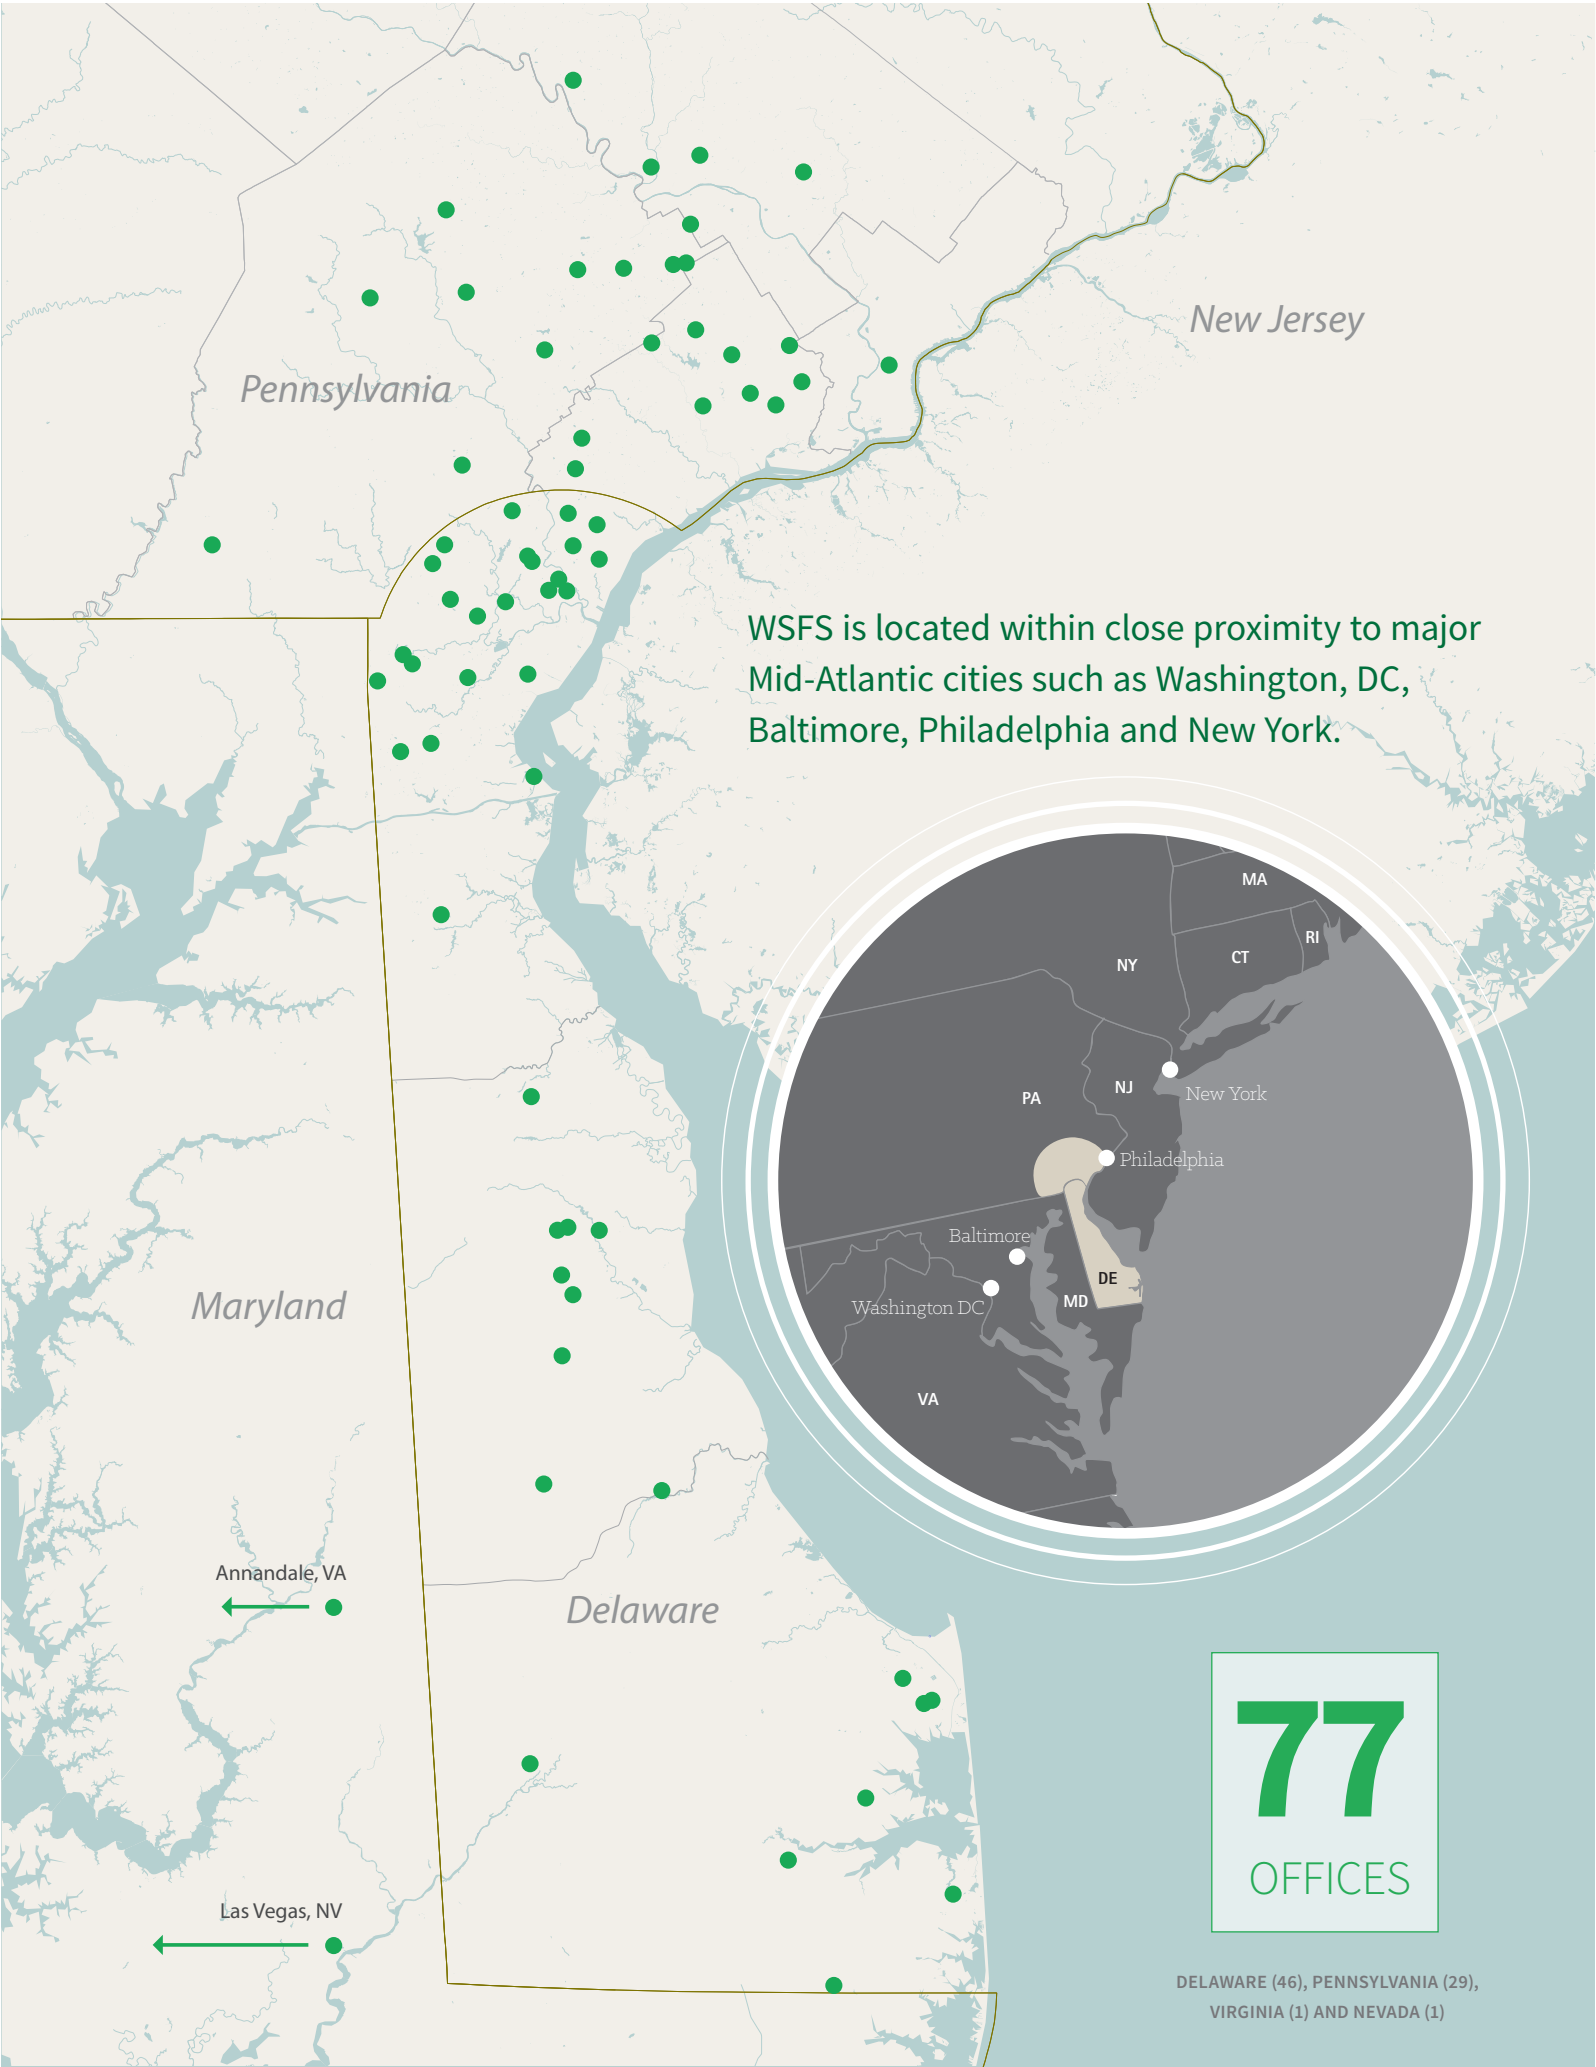 New Jersey
Pennsylvania
WSFS is located within close proximity to major
Mid-Atlantic cities such as Washington, DC,
Baltimore, Philadelphia and New York.
MA
RI
CT
NY
NJ
PA
New York
Philadelphia
Baltimore
DE
MD
Washington DC
VA
Maryland
Annandale, VA
Delaware
Las Vegas, NV
77
OFFICES
DELAWARE (46), PENNSYLVANIA (29),
VIRGINIA (1) AND NEVADA (1)